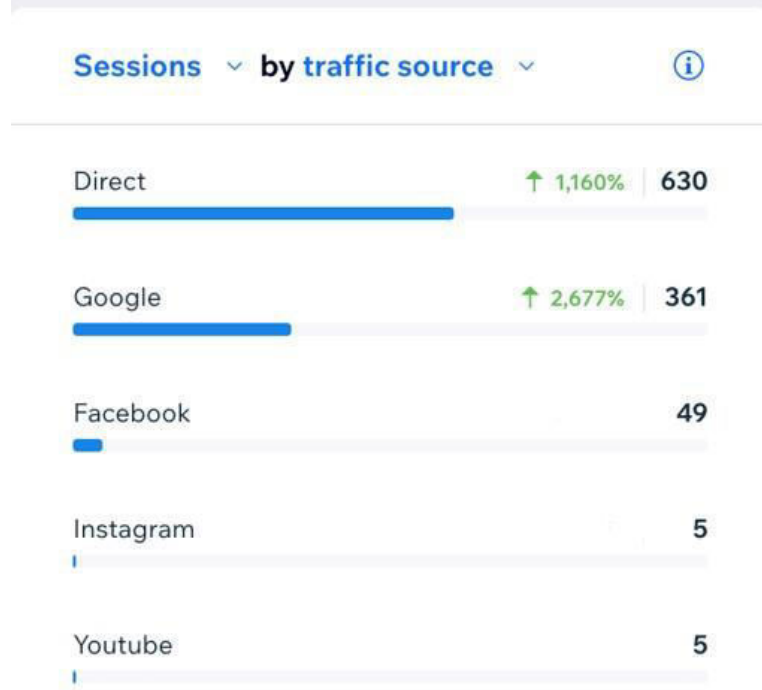 Sessions by traffic source
Direct ↑ 1,160% 630
Google ↑ 2,677% 361
Facebook 49
Instagram 5
Youtube 5